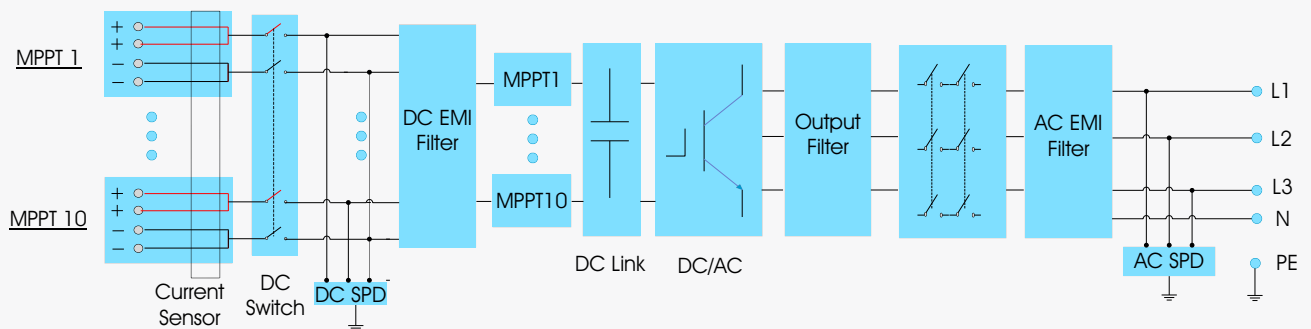 MPPT 1
+
+
−
−
MPPT 10
+
+
−
−
Current
Sensor
DC
Switch
DC SPD
DC EMI
Filter
MPPT1
MPPT10
DC Link
DC/AC
Output
Filter
AC EMI
Filter
L1
L2
L3
N
AC SPD
PE